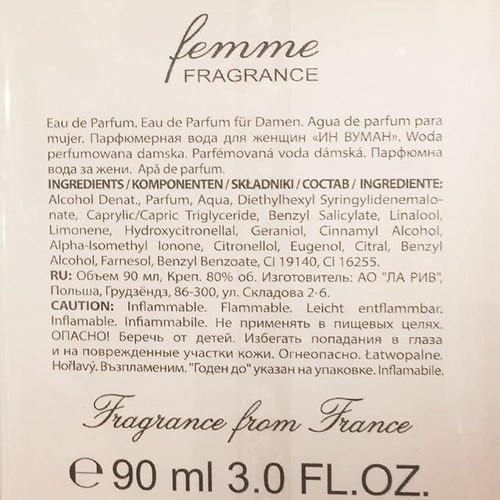 femme
FRAGRANCE
Eau de Parfum. Eau de Parfum für Damen. Agua de parfum para
mujer. Парфюмерная вода для женщин «ИН ВУМАН». Woda
perfumowana damska. Parfémovaná voda dámská. Парфюмна
вода за жени. Apă de parfum.
INGREDIENTS / KOMPONENTEN / SKŁADNIKI / СОСТАВ / INGREDIENTE:
Alcohol Denat., Parfum, Aqua, Diethylhexyl Syringylidenemalo-
nate, Caprylic/Capric Triglyceride, Benzyl Salicylate, Linalool,
Limonene, Hydroxycitronellal, Geraniol, Cinnamyl Alcohol,
Alpha-Isomethyl Ionone, Citronellol, Eugenol, Citral, Benzyl
Alcohol, Farnesol, Benzyl Benzoate, CI 19140, CI 16255.
RU: Объем 90 мл, Креп. 80% об. Изготовитель: АО "ЛА РИВ",
Польша, Грудзёндз, 86-300, ул. Складова 2-6.
CAUTION: Inflammable. Flammable. Leicht entflammbar.
Inflamable. Infiammabile. Не применять в пищевых целях.
ОПАСНО! Беречь от детей. Избегать попадания в глаза
и на поврежденные участки кожи. Огнеопасно. Łatwopalne.
Hořlavý. Възпламеним. "Годен до" указан на упаковке. Inflamabile.
Fragrance from France
℮ 90 ml 3.0 FL.OZ.